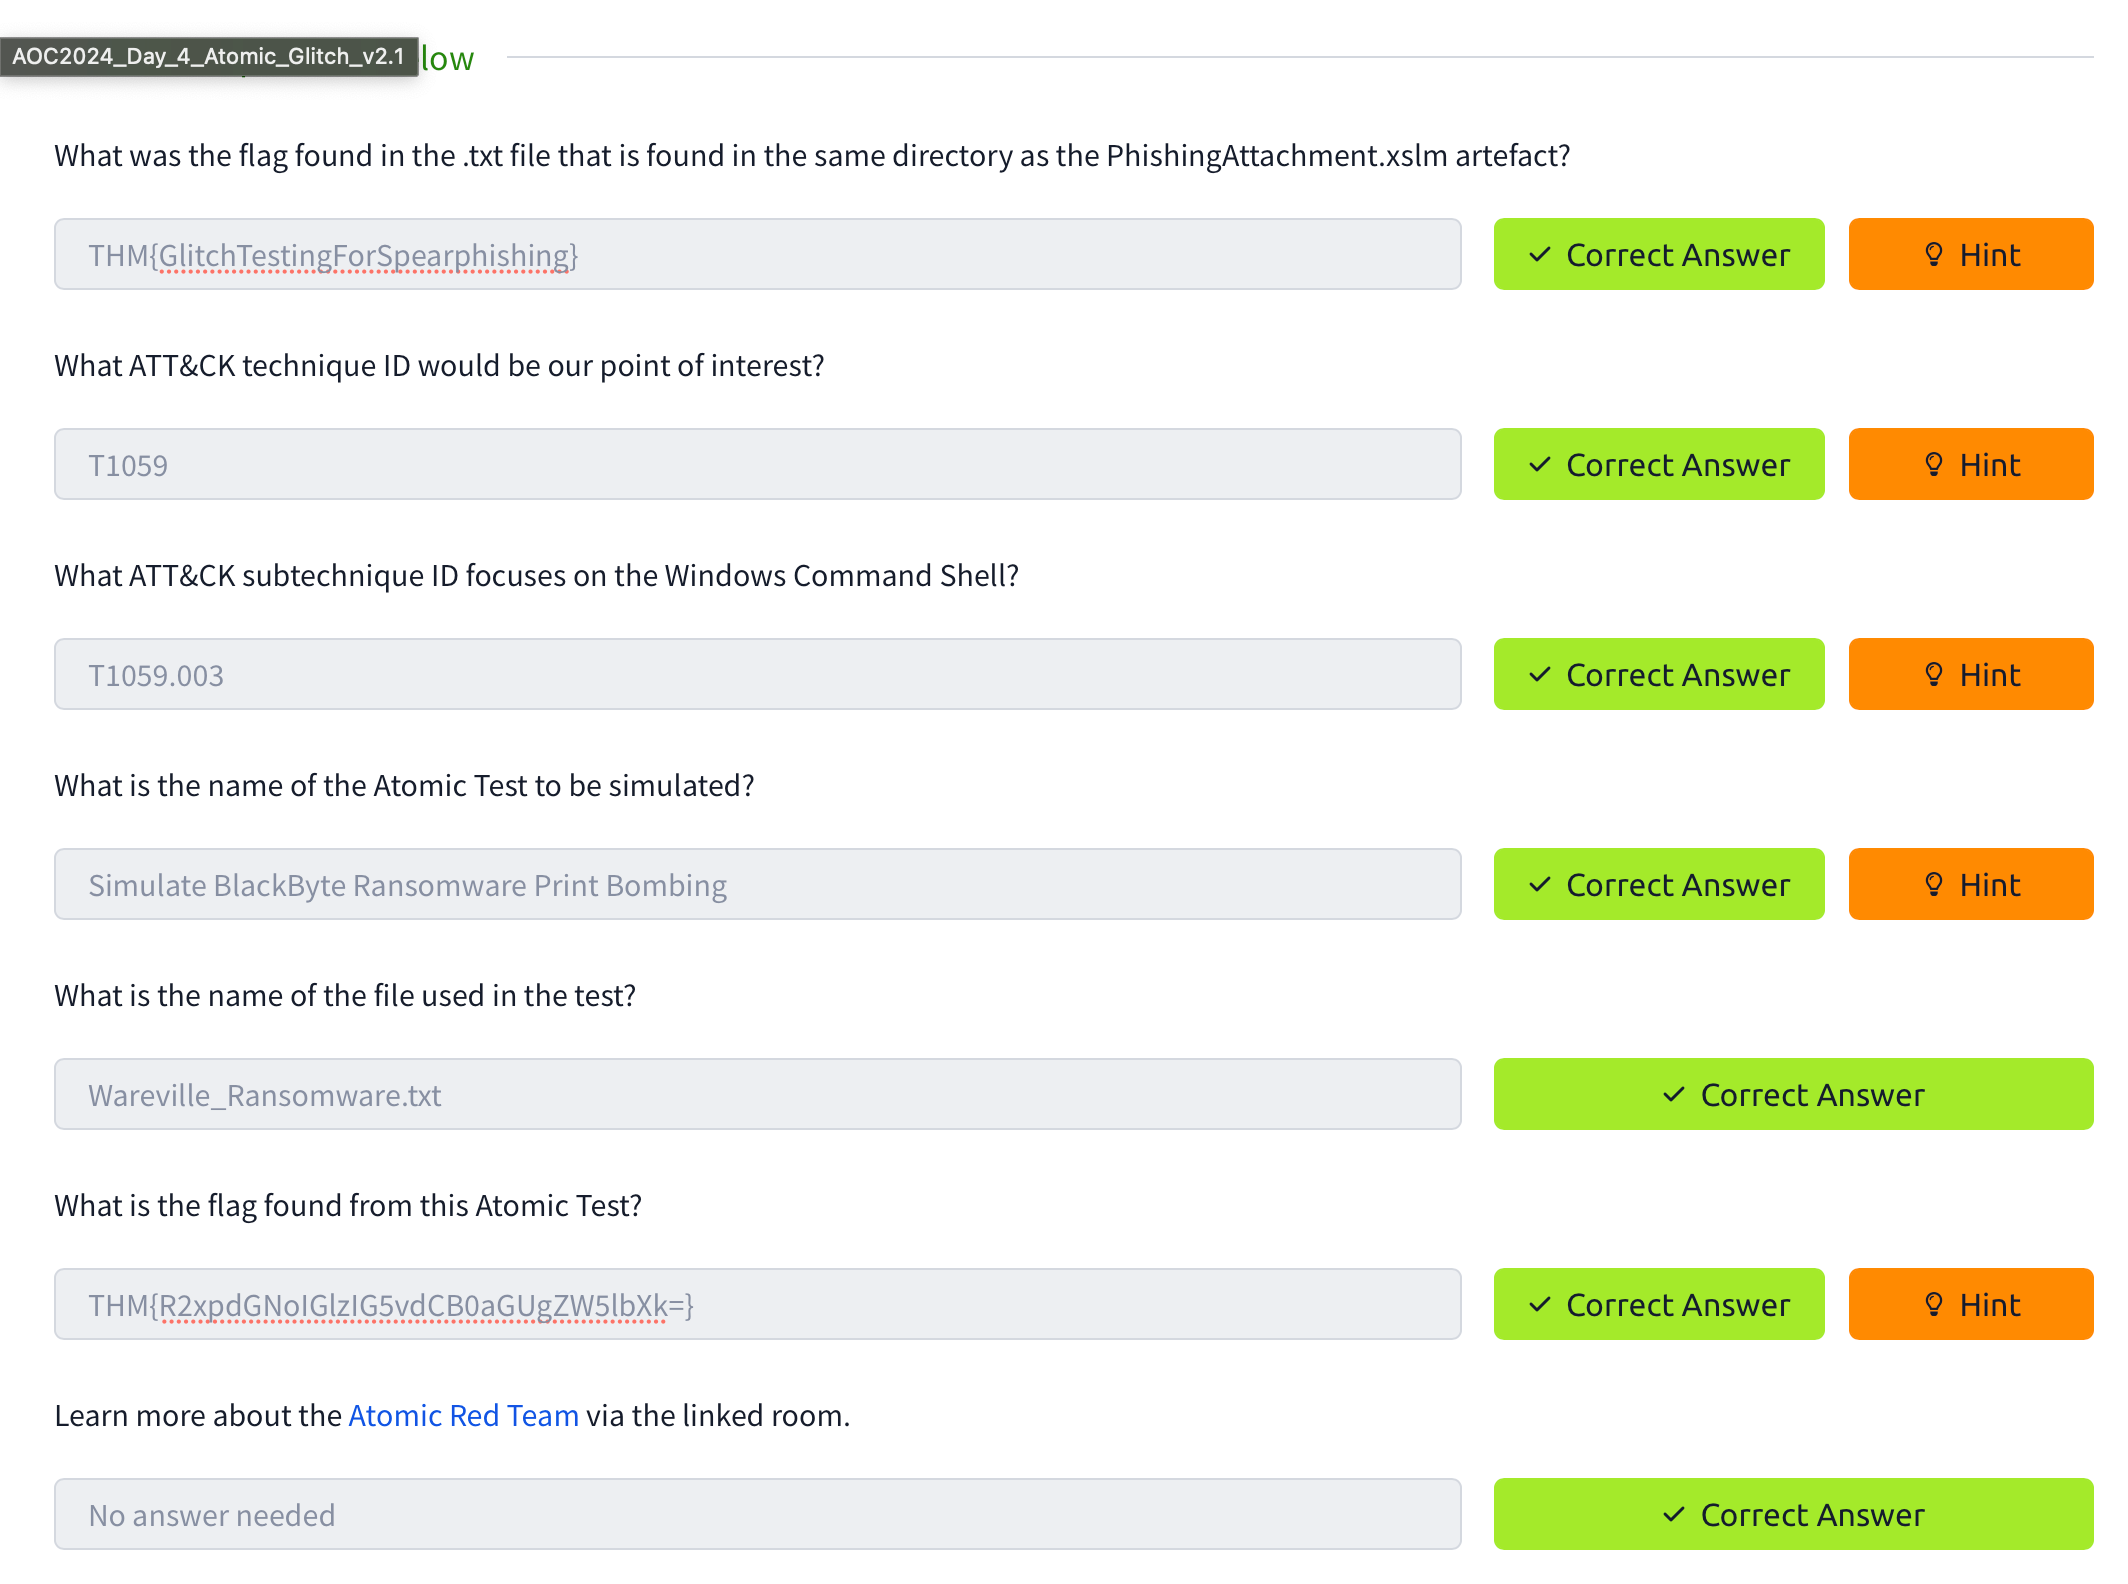 AOC2024_Day_4_Atomic_Glitch_v2.1
What was the flag found in the .txt file that is found in the same directory as the PhishingAttachment.xslm artefact?
THM{GlitchTestingForSpearphishing} Correct Answer Hint
What ATT&CK technique ID would be our point of interest?
T1059 Correct Answer Hint
What ATT&CK subtechnique ID focuses on the Windows Command Shell?
T1059.003 Correct Answer Hint
What is the name of the Atomic Test to be simulated?
Simulate BlackByte Ransomware Print Bombing Correct Answer Hint
What is the name of the file used in the test?
Wareville_Ransomware.txt Correct Answer
What is the flag found from this Atomic Test?
THM{R2xpdGNoIGlzIG5vdCB0aGUgZW5lbXk=} Correct Answer Hint
Learn more about the Atomic Red Team via the linked room.
No answer needed Correct Answer